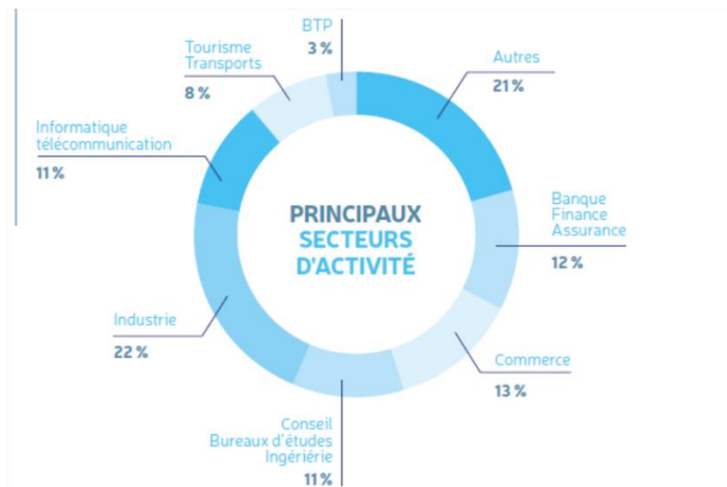 BTP
3 %
Tourisme
Transports
8 %
Autres
21 %
Informatique
télécommunication
11 %
Banque
Finance
Assurance
12 %
PRINCIPAUX
SECTEURS
D'ACTIVITÉ
Industrie
22 %
Commerce
13 %
Conseil
Bureaux d'études
Ingériérie
11 %